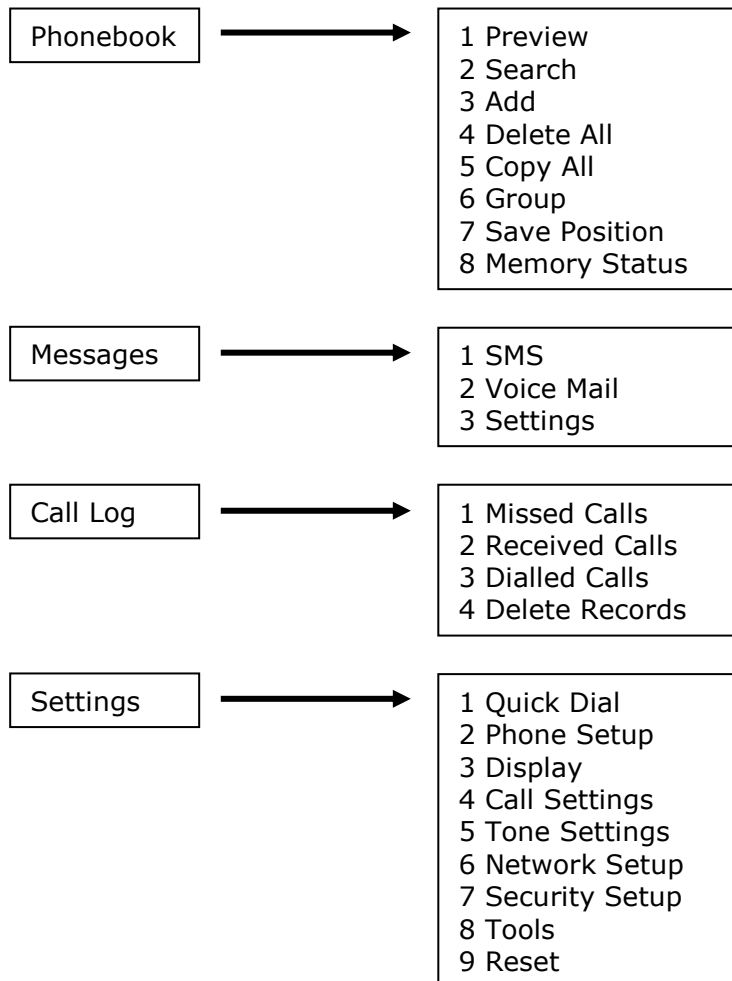 Phonebook
1 Preview
2 Search
3 Add
4 Delete All
5 Copy All
6 Group
7 Save Position
8 Memory Status
Messages
1 SMS
2 Voice Mail
3 Settings
Call Log
1 Missed Calls
2 Received Calls
3 Dialled Calls
4 Delete Records
Settings
1 Quick Dial
2 Phone Setup
3 Display
4 Call Settings
5 Tone Settings
6 Network Setup
7 Security Setup
8 Tools
9 Reset